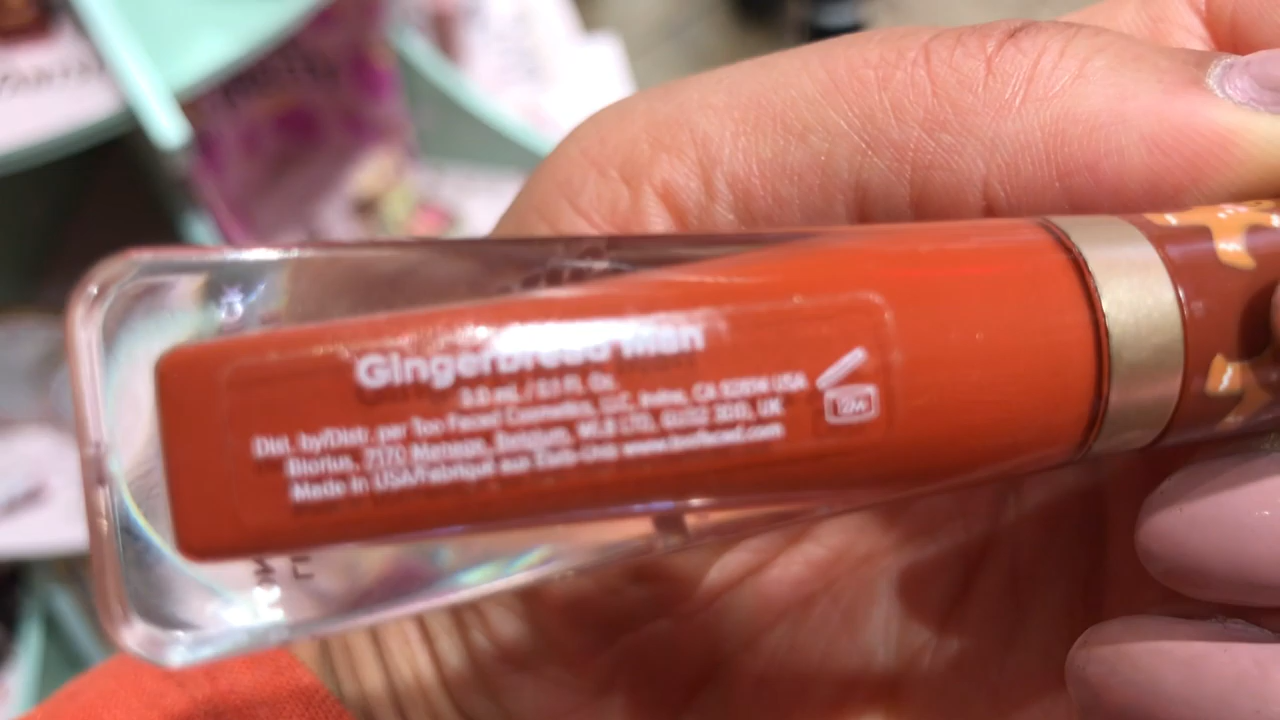 Gingerbread Man
3.0 mL / 0.1 Fl. Oz.
Dist. by/Distr. par Too Faced Cosmetics, LLC, Irvine, CA 92614 USA
Biorius, 7170 Manage, Belgium, WLB LTD, GU52 3DD, UK
Made in USA/Fabriqué aux États-Unis www.toofaced.com
12M